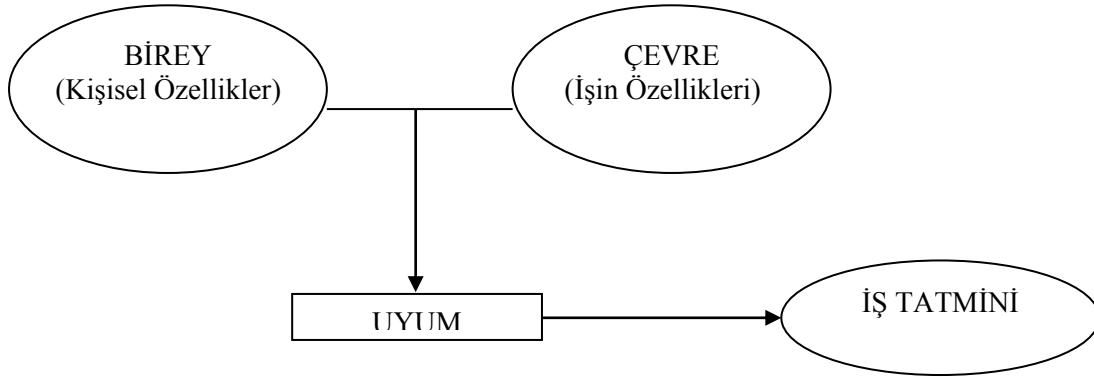 BİREY
(Kişisel Özellikler)
ÇEVRE
(İşin Özellikleri)
UYUM
İŞ TATMİNİ